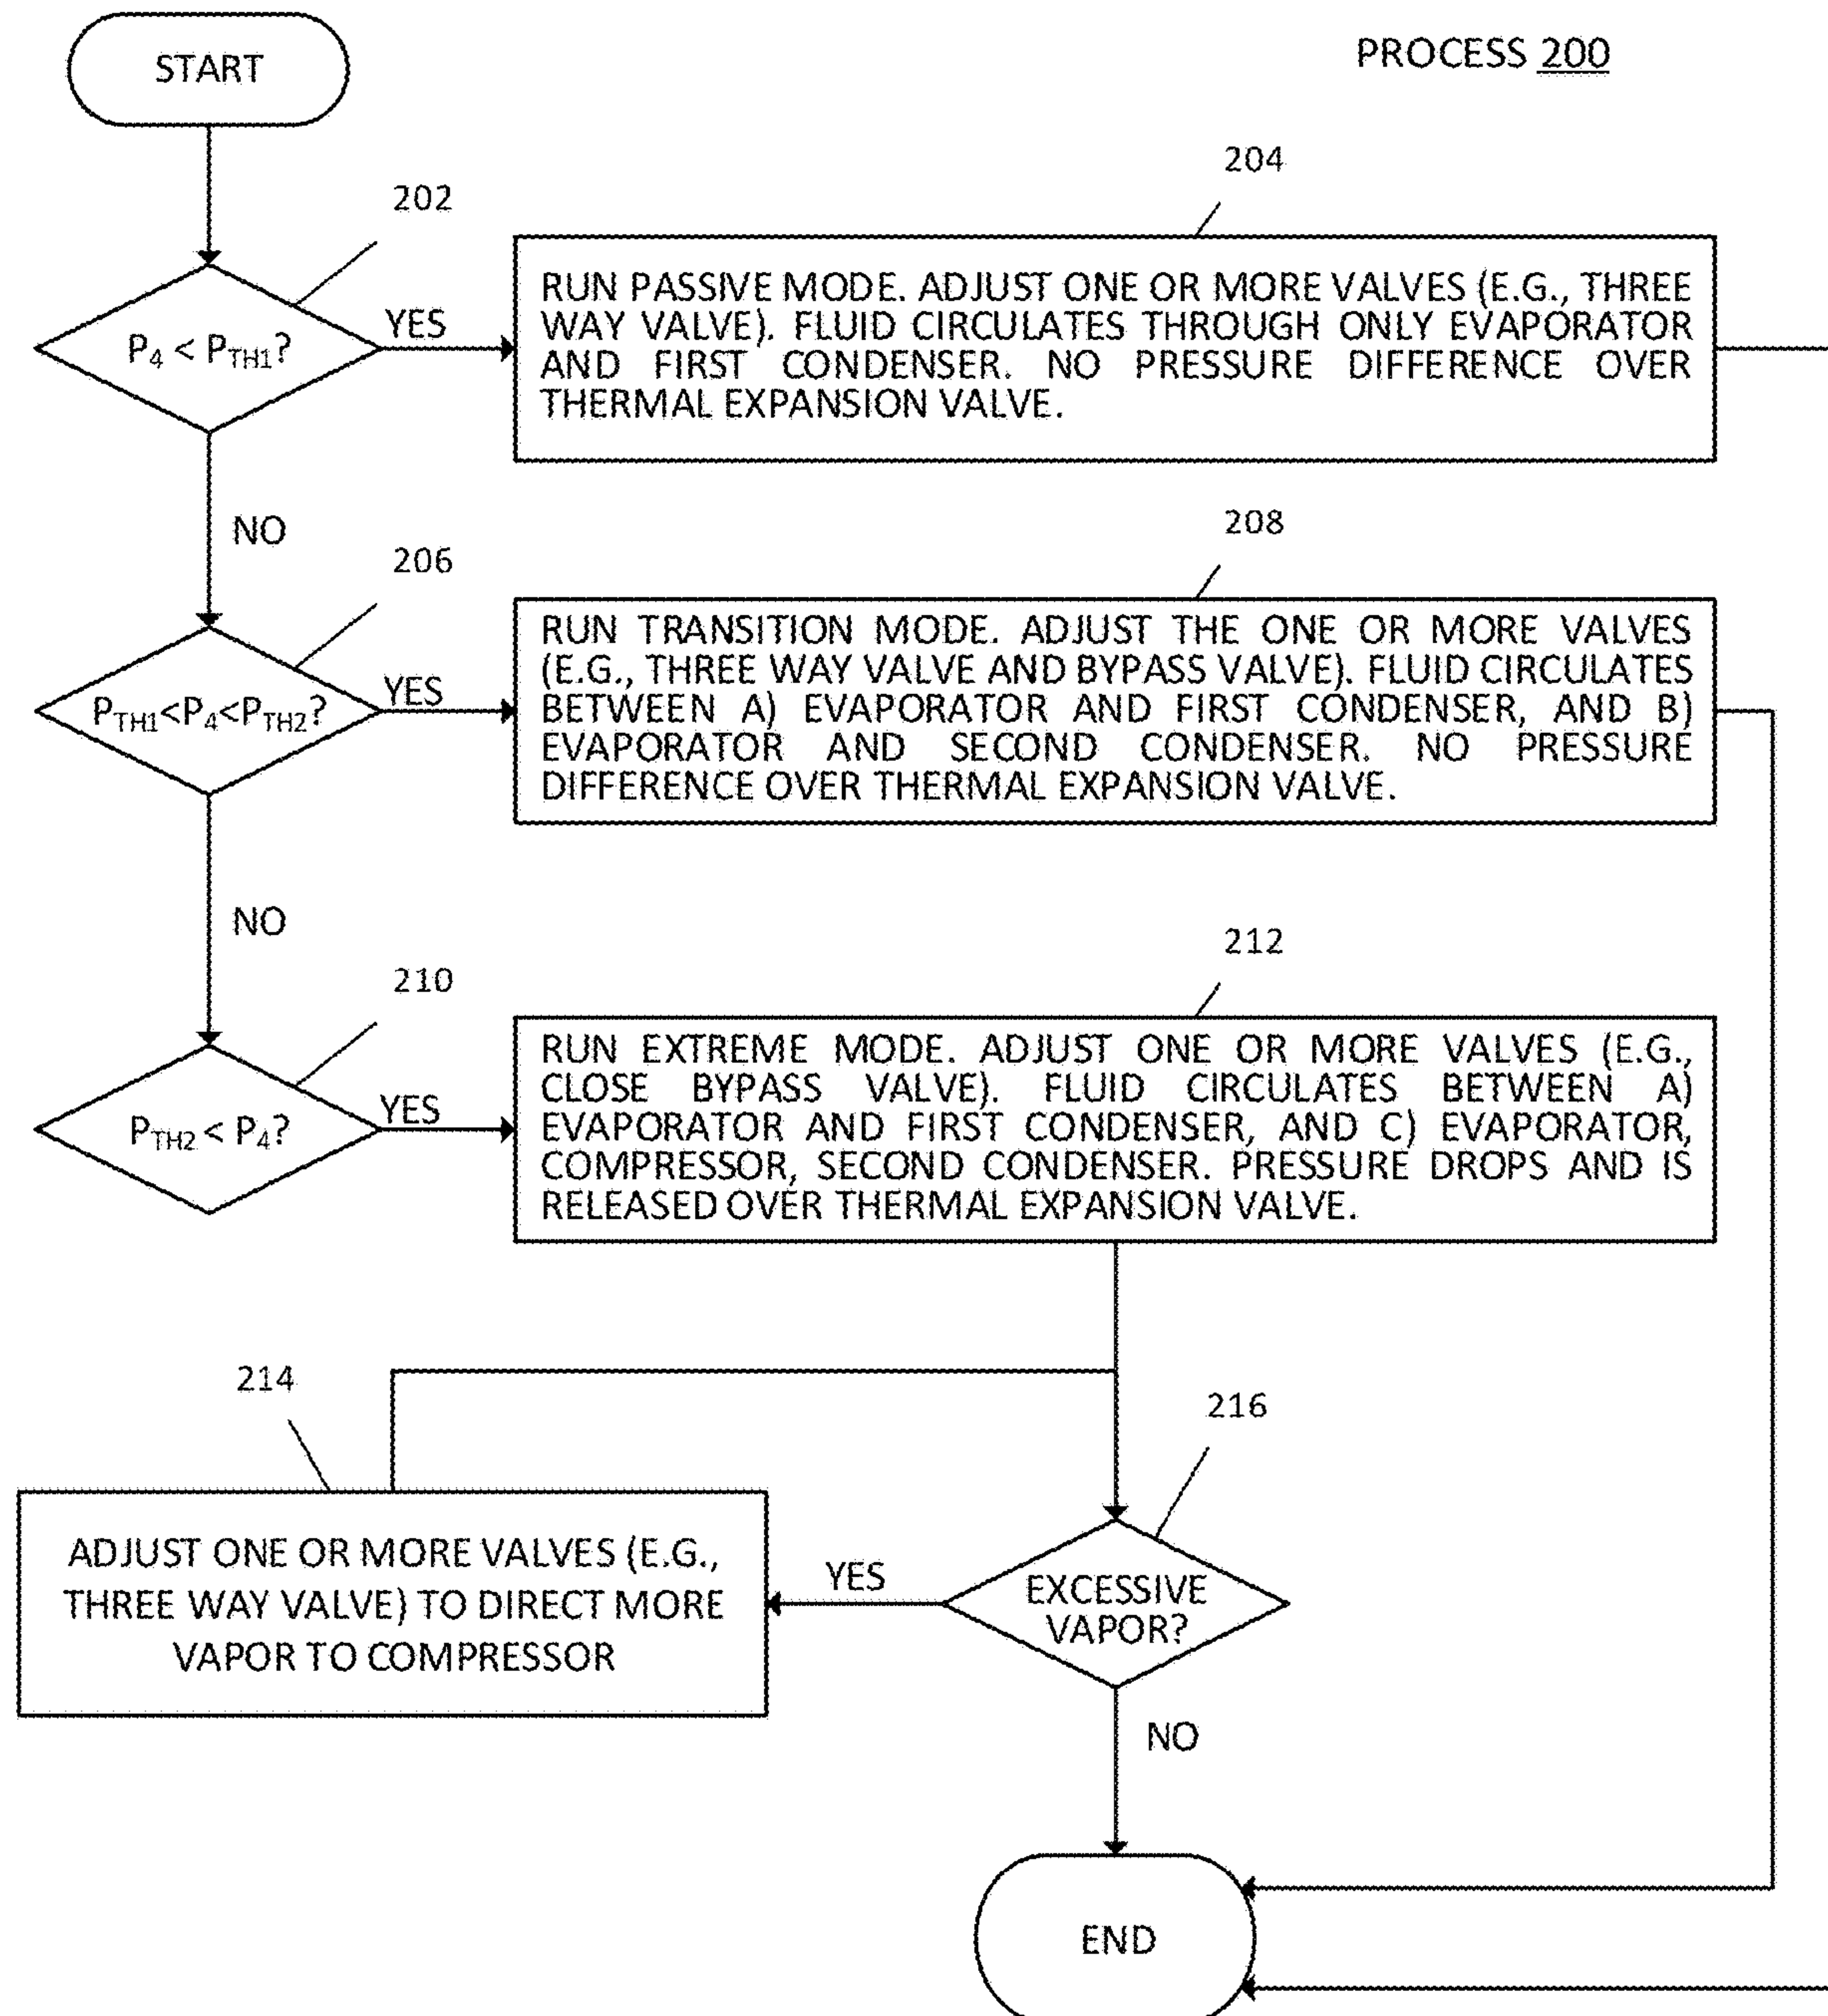 START
PROCESS 200
202
204
P4 < PTH1?
YES
RUN PASSIVE MODE. ADJUST ONE OR MORE VALVES (E.G., THREE
WAY VALVE). FLUID CIRCULATES THROUGH ONLY EVAPORATOR
AND FIRST CONDENSER. NO PRESSURE DIFFERENCE OVER
THERMAL EXPANSION VALVE.
NO
206
208
PTH1<P4<PTH2?
YES
RUN TRANSITION MODE. ADJUST THE ONE OR MORE VALVES
(E.G., THREE WAY VALVE AND BYPASS VALVE). FLUID CIRCULATES
BETWEEN A) EVAPORATOR AND FIRST CONDENSER, AND B)
EVAPORATOR AND SECOND CONDENSER. NO PRESSURE
DIFFERENCE OVER THERMAL EXPANSION VALVE.
NO
210
212
PTH2 < P4?
YES
RUN EXTREME MODE. ADJUST ONE OR MORE VALVES (E.G.,
CLOSE BYPASS VALVE). FLUID CIRCULATES BETWEEN A)
EVAPORATOR AND FIRST CONDENSER, AND C) EVAPORATOR,
COMPRESSOR, SECOND CONDENSER. PRESSURE DROPS AND IS
RELEASED OVER THERMAL EXPANSION VALVE.
214
216
ADJUST ONE OR MORE VALVES (E.G.,
THREE WAY VALVE) TO DIRECT MORE
VAPOR TO COMPRESSOR
YES
EXCESSIVE
VAPOR?
NO
END